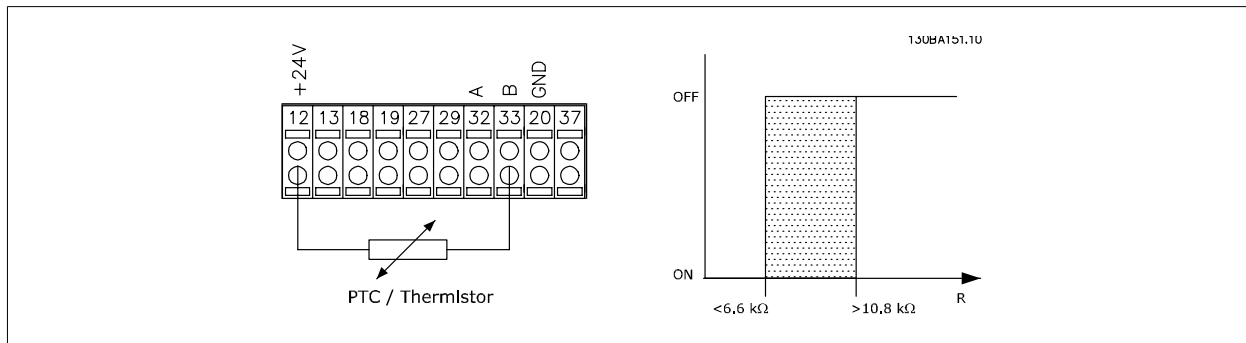 130BA151.10
+24V
A
B
GND
12 13 18 19 27 29 32 33 20 37
PTC / Thermistor
OFF
ON
<6,6 kΩ
>10,8 kΩ
R